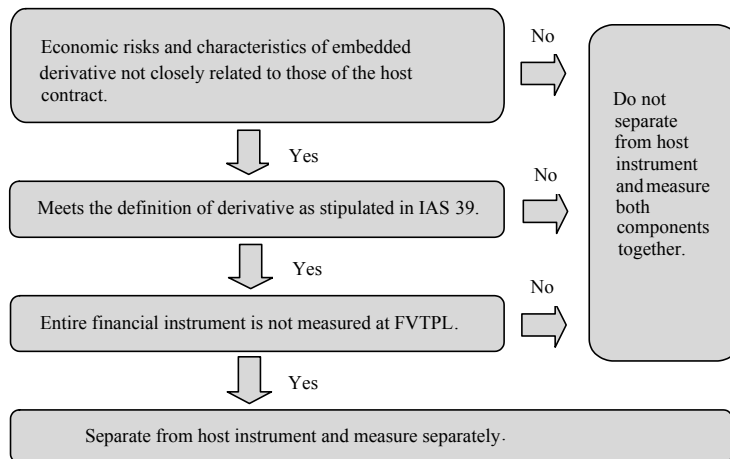 Economic risks and characteristics of embedded
derivative not closely related to those of the host
contract.
No
Do not
separate
from host
instrument
and measure
both
components
together.
Yes
Meets the definition of derivative as stipulated in IAS 39.
No
Yes
Entire financial instrument is not measured at FVTPL.
No
Yes
Separate from host instrument and measure separately.